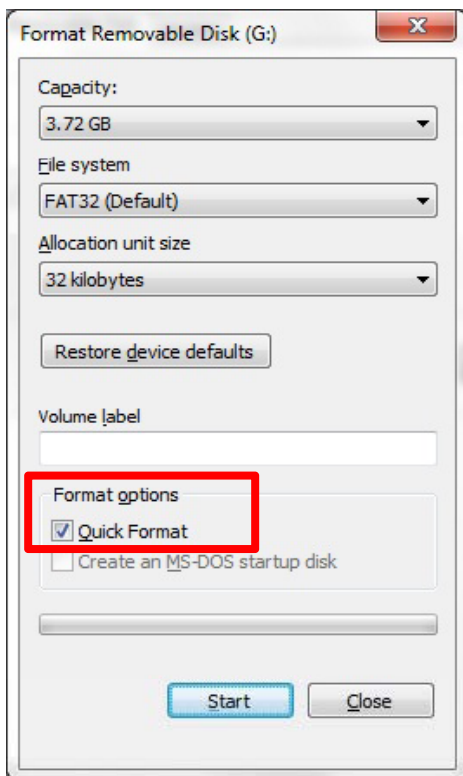 Format Removable Disk (G:)
Capacity:
3.72 GB
File system
FAT32 (Default)
Allocation unit size
32 kilobytes
Restore device defaults
Volume label
Format options
Quick Format
Create an MS-DOS startup disk
Start Close